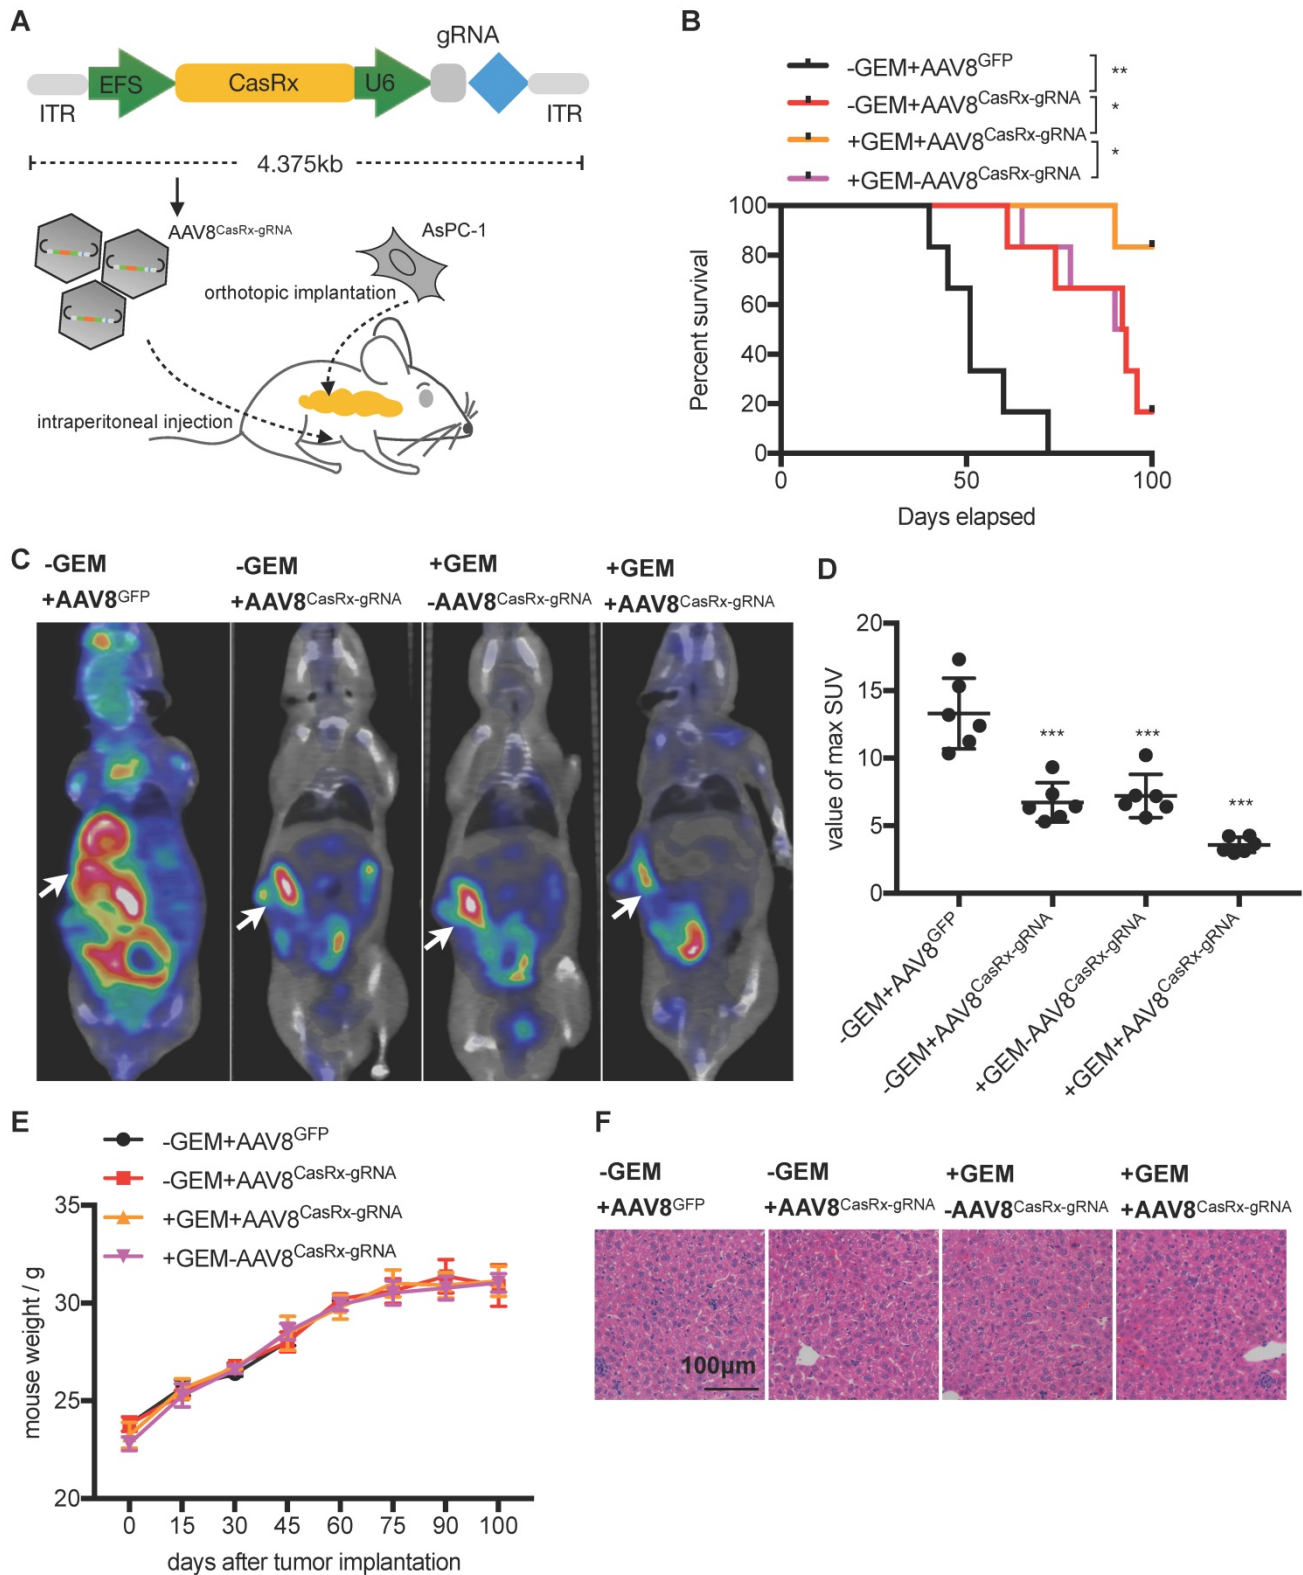 A
gRNA
EFS
CasRx
U6
ITR
ITR
4.375kb
AAV8CasRx-gRNA
AsPC-1
orthotopic implantation
intraperitoneal injection
B
-GEM+AAV8GFP
-GEM+AAV8CasRx-gRNA
+GEM+AAV8CasRx-gRNA
+GEM-AAV8CasRx-gRNA
**
*
*
100
80
60
40
20
0
Percent survival
0 50 100
Days elapsed
C
-GEM
+AAV8GFP
-GEM
+AAV8CasRx-gRNA
+GEM
-AAV8CasRx-gRNA
+GEM
+AAV8CasRx-gRNA
D
20
15
10
5
0
value of max SUV
***
***
***
-GEM+AAV8GFP
-GEM+AAV8CasRx-gRNA
+GEM-AAV8CasRx-gRNA
+GEM+AAV8CasRx-gRNA
E
-GEM+AAV8GFP
-GEM+AAV8CasRx-gRNA
+GEM+AAV8CasRx-gRNA
+GEM-AAV8CasRx-gRNA
35
30
25
20
mouse weight / g
0 15 30 45 60 75 90 100
days after tumor implantation
F
-GEM
+AAV8GFP
-GEM
+AAV8CasRx-gRNA
+GEM
-AAV8CasRx-gRNA
+GEM
+AAV8CasRx-gRNA
100μm